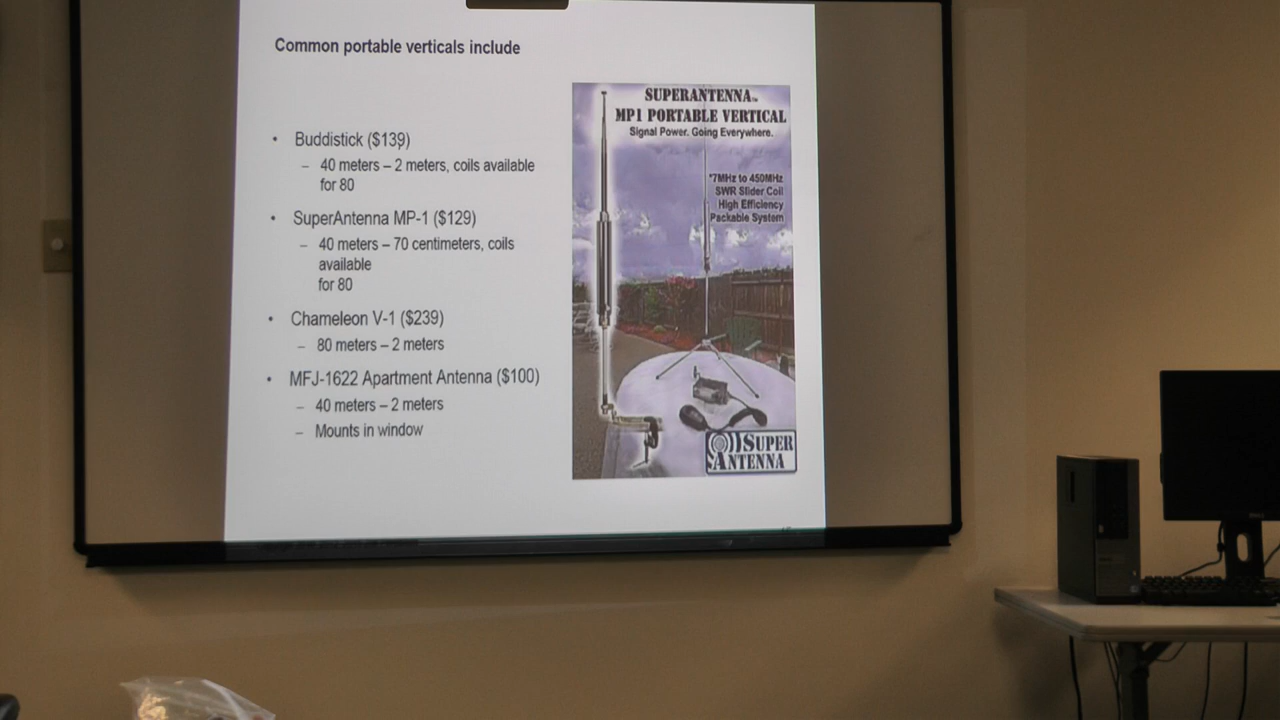 Common portable verticals include
• Buddistick ($139)
– 40 meters – 2 meters, coils available
for 80
• SuperAntenna MP-1 ($129)
– 40 meters – 70 centimeters, coils
available
for 80
• Chameleon V-1 ($239)
– 80 meters – 2 meters
• MFJ-1622 Apartment Antenna ($100)
– 40 meters – 2 meters
– Mounts in window
SUPERANTENNA™
MP1 PORTABLE VERTICAL
Signal Power. Going Everywhere.
*7MHz to 450MHz
SWR Slider Coil
High Efficiency
Packable System
SUPER
ANTENNA